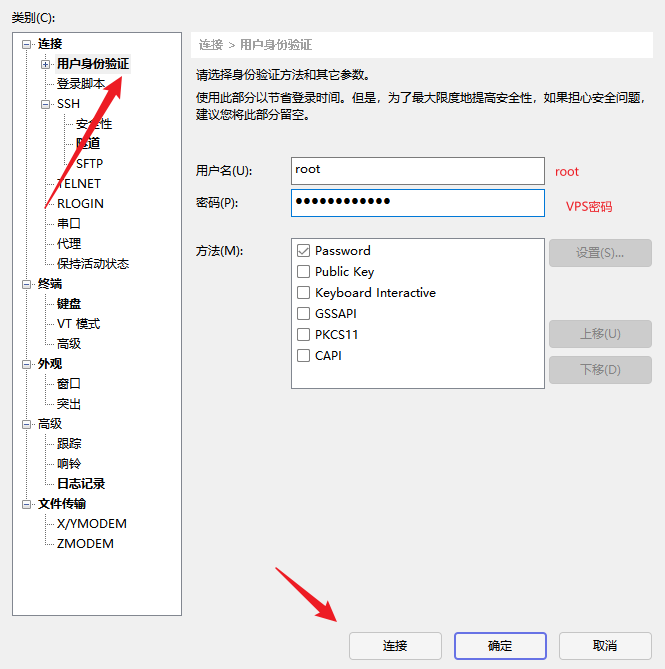 类别(C):
连接
用户身份验证
登录脚本
SSH
安全性
隧道
SFTP
TELNET
RLOGIN
串口
代理
保持活动状态
终端
键盘
VT 模式
高级
外观
窗口
突出
高级
跟踪
响铃
日志记录
文件传输
X/YMODEM
ZMODEM
连接 > 用户身份验证
请选择身份验证方法和其它参数。
使用此部分以节省登录时间。但是，为了最大限度地提高安全性，如果担心安全问题，
建议您将此部分留空。
用户名(U):
root
root
密码(P):
●●●●●●●●●●●●
VPS密码
方法(M):
Password
Public Key
Keyboard Interactive
GSSAPI
PKCS11
CAPI
设置(S)...
上移(U)
下移(D)
连接
确定
取消